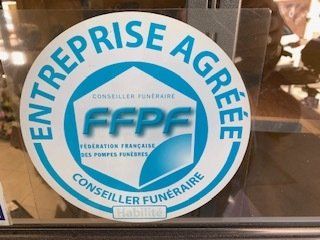 ENTREPRISE AGRÉÉE
CONSEILLER FUNÉRAIRE
FFPF
FÉDÉRATION FRANÇAISE
DES POMPES FUNÈBRES
CONSEILLER FUNÉRAIRE
Habilité